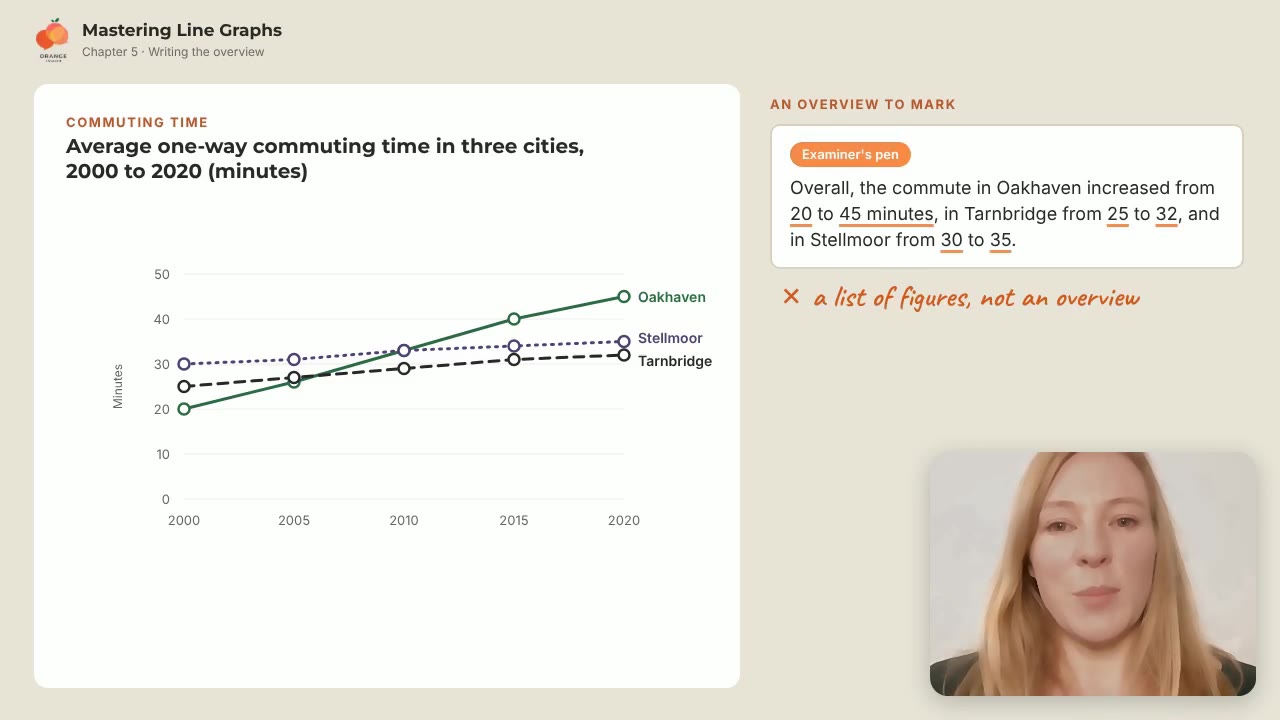 ORANGE
Mastering Line Graphs
Chapter 5 · Writing the overview
COMMUTING TIME
Average one-way commuting time in three cities,
2000 to 2020 (minutes)
Minutes
50
40
30
20
10
0
2000 2005 2010 2015 2020
Oakhaven
Stellmoor
Tarnbridge
AN OVERVIEW TO MARK
Examiner's pen
Overall, the commute in Oakhaven increased from
20 to 45 minutes, in Tarnbridge from 25 to 32, and
in Stellmoor from 30 to 35.
✕ a list of figures, not an overview